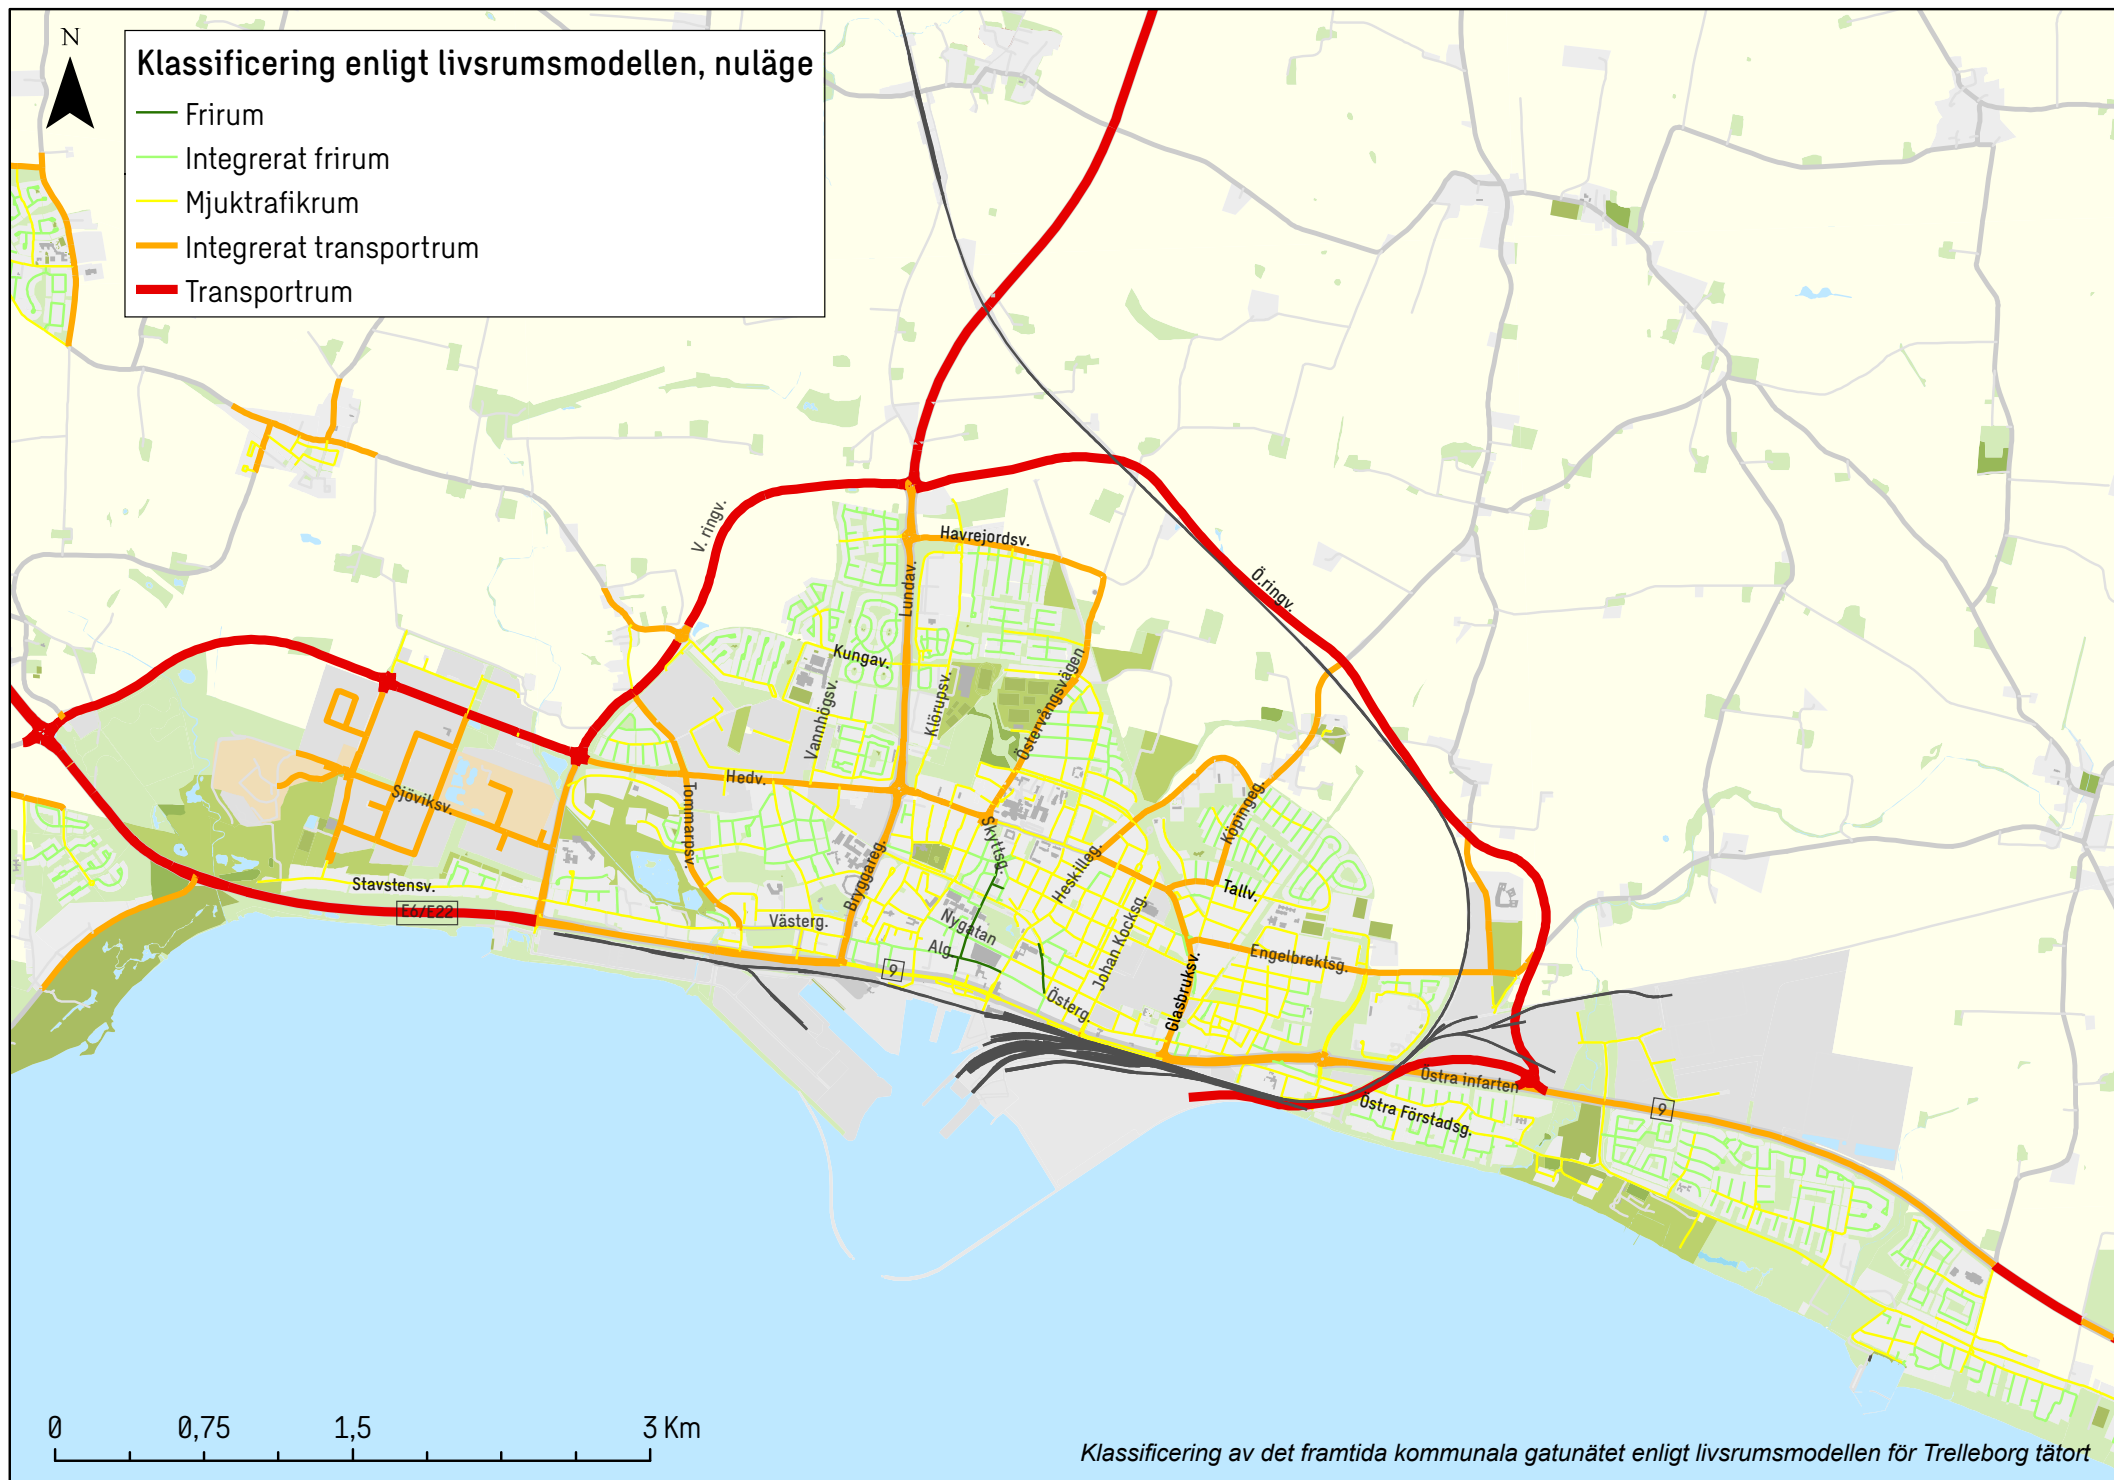 N
Klassificering enligt livsrumsmodellen, nuläge
Frirum
Integrerat frirum
Mjuktrafikrum
Integrerat transportrum
Transportrum
V. ringv.
Havrejordsv.
Lundav.
Ö.ringv.
Kungav.
Vannhögsv.
Klörupsv.
Östervångsvägen
Hedv.
Sjöviksv.
Tommarpsv.
Köpingeg.
Skyttsg.
Heskilleg.
Bryggareg.
Stavstensv.
E6/E22
Tallv.
Västerg.
Nygatan
Alg.
Johan Kocksg.
Engelbrektsg.
9
Österg.
Glasbruksv.
Östra infarten
Östra Förstadsg.
9
0
0,75
1,5
3 Km
Klassificering av det framtida kommunala gatunätet enligt livsrumsmodellen för Trelleborg tätort